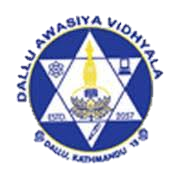 DALLU AWASIYA VIDHYALA
ESTD. 2057
DALLU, KATHMANDU 15